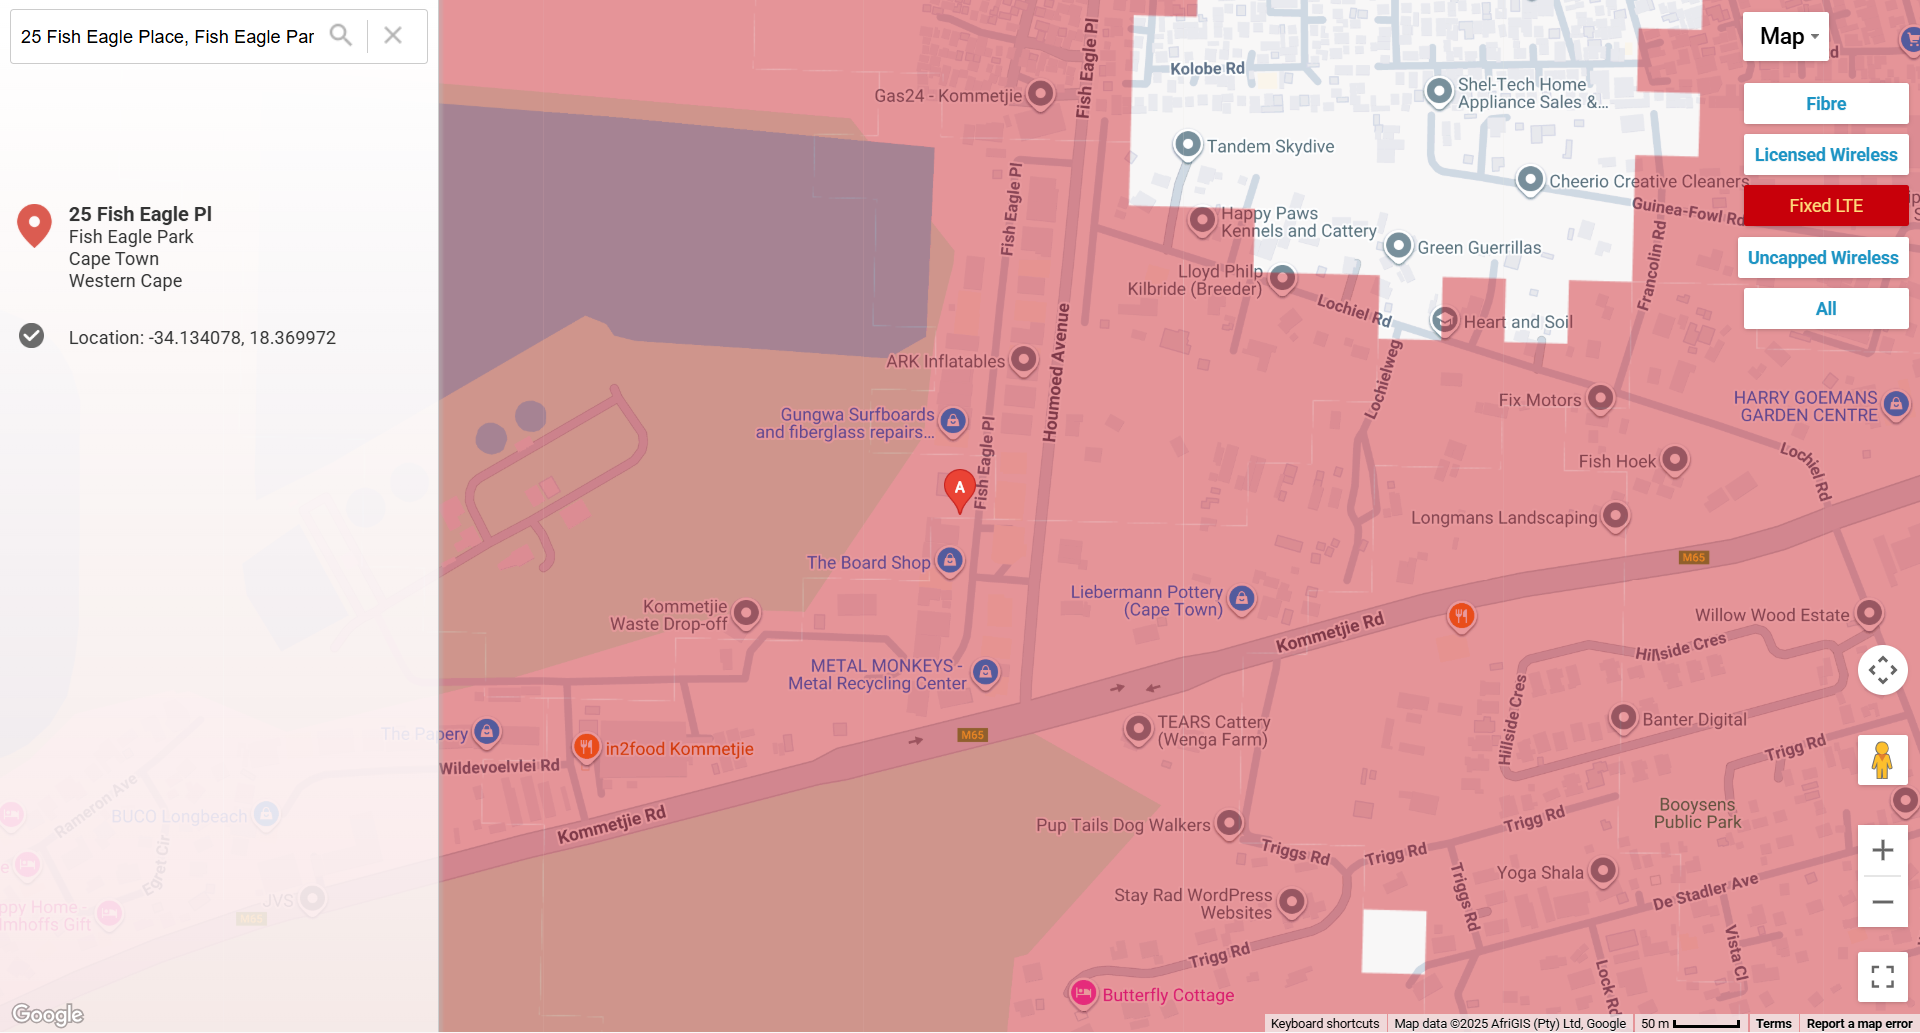 25 Fish Eagle Place, Fish Eagle Par
25 Fish Eagle Pl
Fish Eagle Park
Cape Town
Western Cape
Location: -34.134078, 18.369972
Map
Fibre
Licensed Wireless
Fixed LTE
Uncapped Wireless
All
Kolobe Rd
Fish Eagle Pl
Gas24 - Kommetjie
Shel-Tech Home
Appliance Sales &...
Tandem Skydive
Cheerio Creative Cleaners
Guinea-Fowl Rd
Fish Eagle Pl
Happy Paws
Kennels and Cattery
Green Guerrillas
Francolin Rd
Lloyd Philp
Kilbride (Breeder)
Lochiel Rd
Heart and Soil
Houmoed Avenue
ARK Inflatables
Lochielweg
Fix Motors
HARRY GOEMANS
GARDEN CENTRE
Gungwa Surfboards
and fiberglass repairs...
Fish Eagle Pl
Fish Hoek
Lochiel Rd
A
Longmans Landscaping
M65
The Board Shop
Liebermann Pottery
(Cape Town)
Kommetjie
Waste Drop-off
Kommetjie Rd
Willow Wood Estate
Hillside Cres
METAL MONKEYS -
Metal Recycling Center
Hillside Cres
TEARS Cattery
(Wenga Farm)
Banter Digital
M65
The Papery
in2food Kommetjie
Trigg Rd
Wildevoelvlei Rd
Rameron Ave
BUCO Longbeach
Kommetjie Rd
Booysens
Public Park
Pup Tails Dog Walkers
Trigg Rd
Triggs Rd
Trigg Rd
Egret Cir
Yoga Shala
Triggs Rd
De Stadler Ave
JVS
ppy Home -
lmhoffs Gift
M65
Stay Rad WordPress
Websites
Trigg Rd
Vista Cl
Lock Rd
Butterfly Cottage
Google
Keyboard shortcuts
Map data ©2025 AfriGIS (Pty) Ltd, Google
50 m
Terms
Report a map error